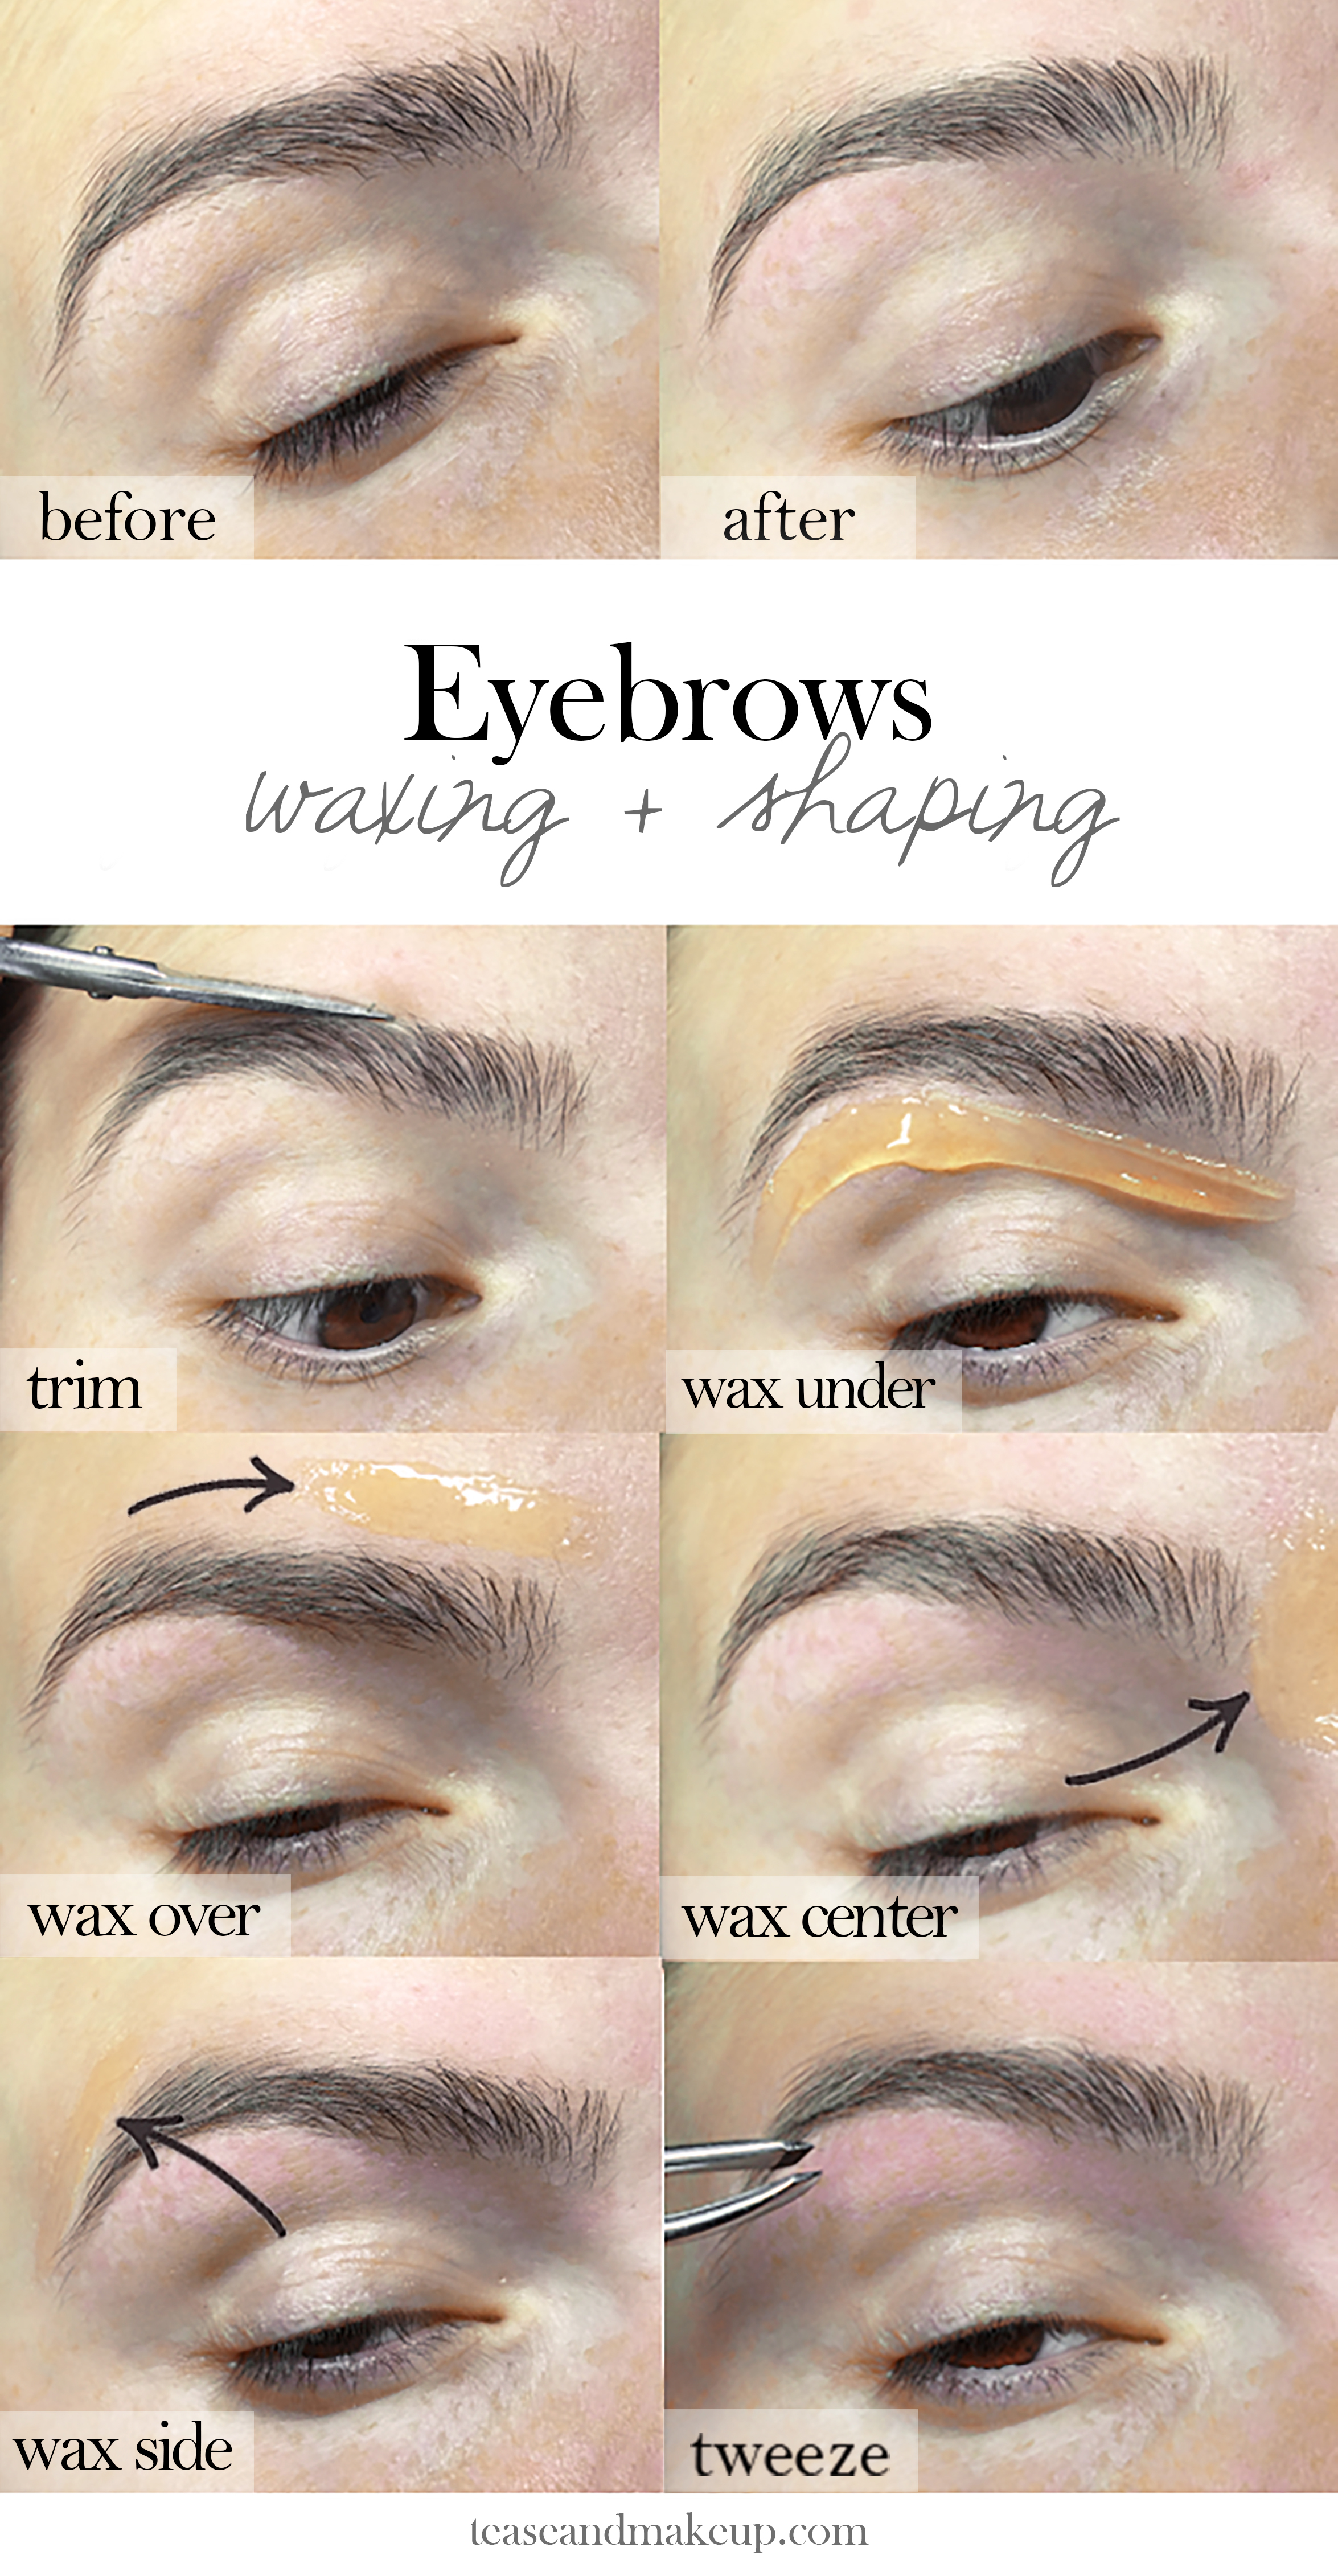 before
after
Eyebrows
waxing + shaping
trim
wax under
wax over
wax center
wax side
tweeze
teaseandmakeup.com